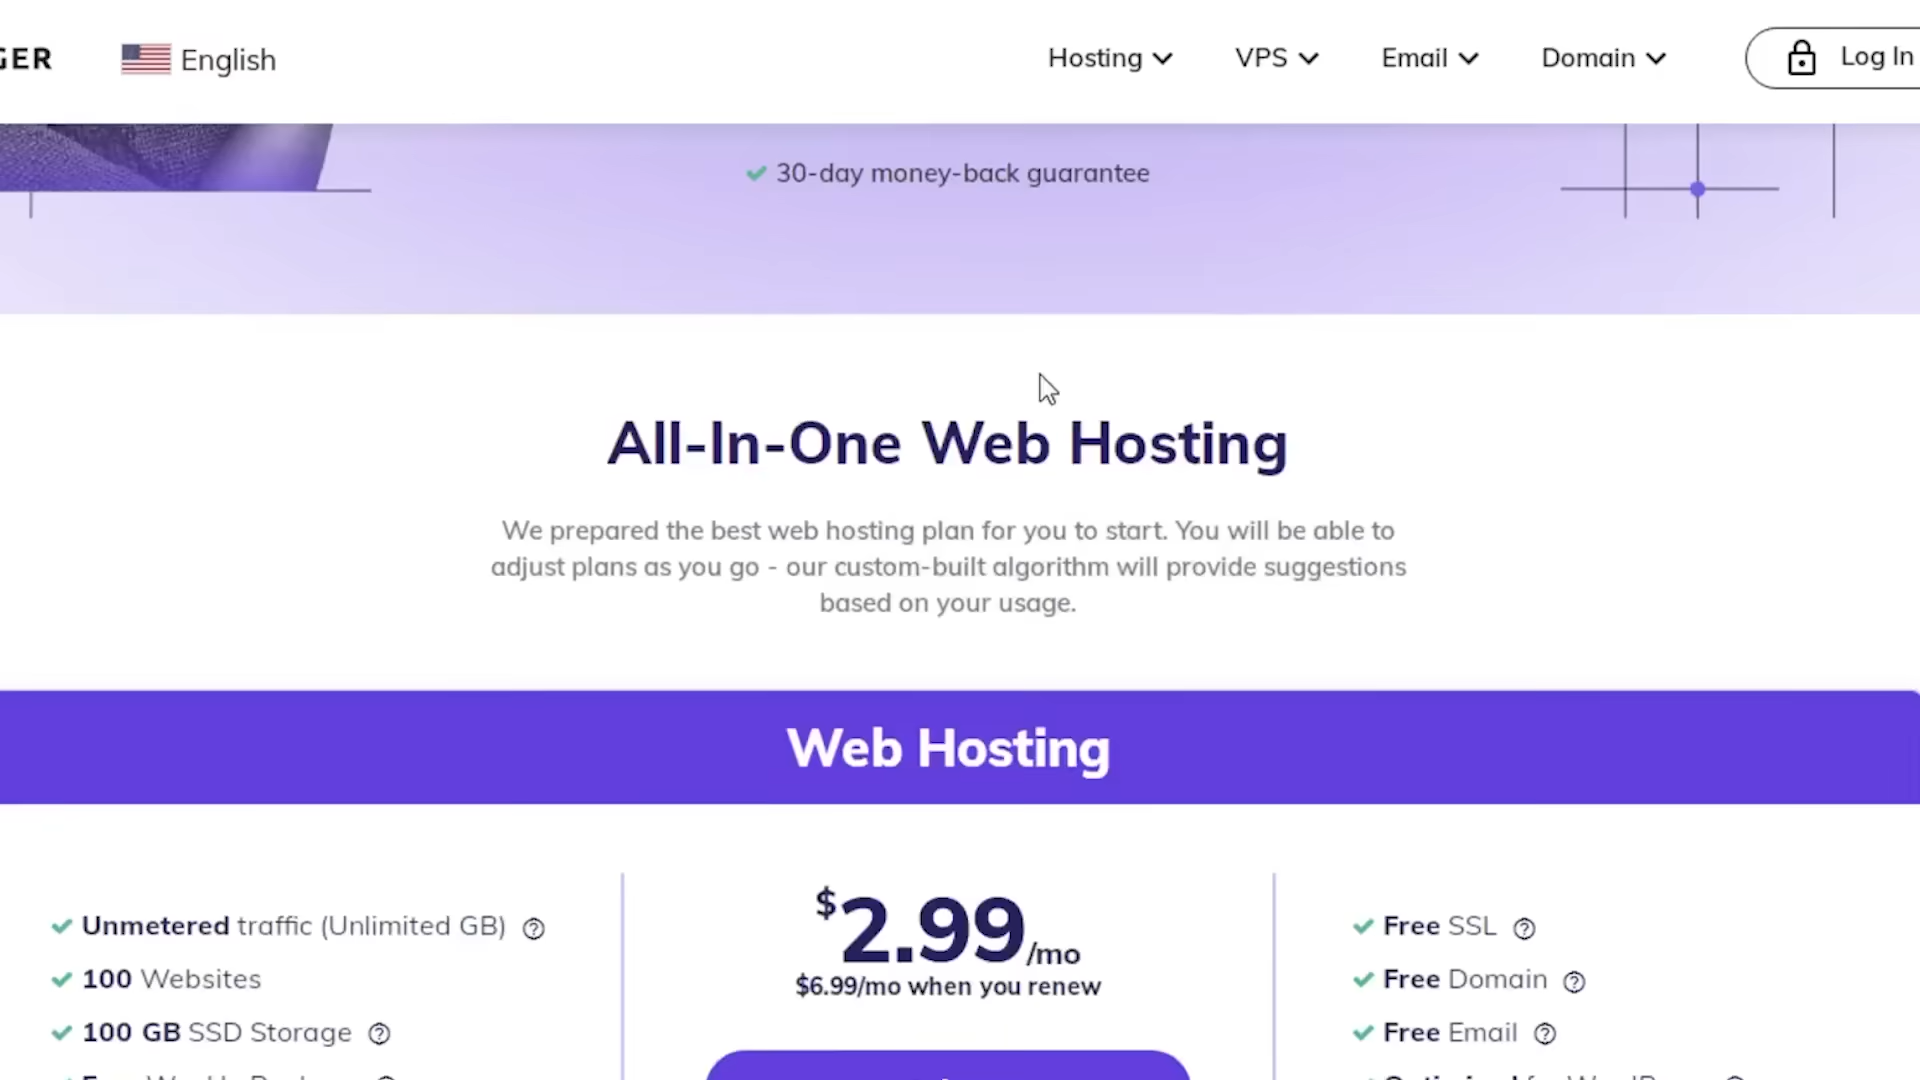 GER
English
Hosting
VPS
Email
Domain
Log In
30-day money-back guarantee
All-In-One Web Hosting
We prepared the best web hosting plan for you to start. You will be able to
adjust plans as you go - our custom-built algorithm will provide suggestions
based on your usage.
Web Hosting
Unmetered traffic (Unlimited GB)
100 Websites
100 GB SSD Storage
$2.99/mo
$6.99/mo when you renew
Free SSL
Free Domain
Free Email